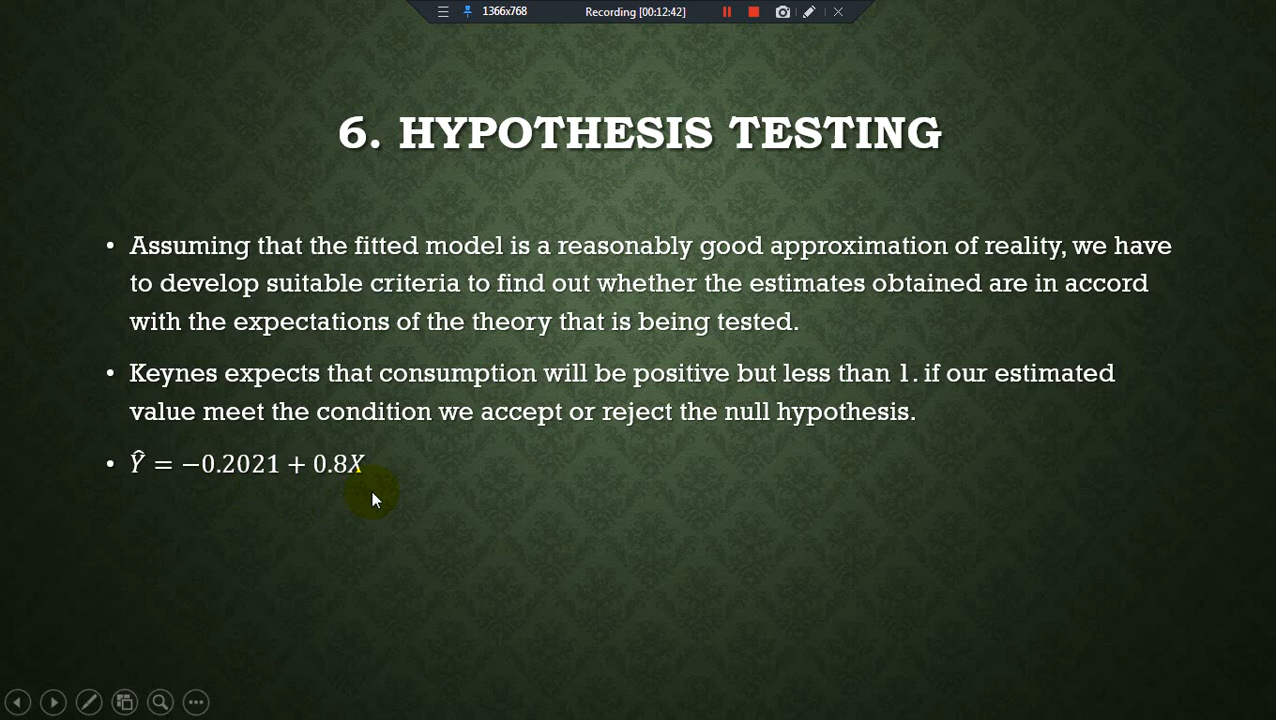 1366x768 Recording [00:12:42]
6. HYPOTHESIS TESTING
• Assuming that the fitted model is a reasonably good approximation of reality, we have
to develop suitable criteria to find out whether the estimates obtained are in accord
with the expectations of the theory that is being tested.
• Keynes expects that consumption will be positive but less than 1. if our estimated
value meet the condition we accept or reject the null hypothesis.
• Ŷ = −0.2021 + 0.8X